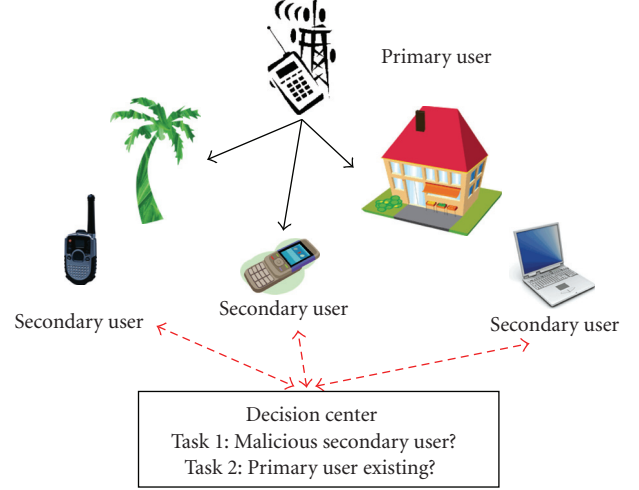 Primary user
Secondary user
Secondary user
Secondary user
Decision center
Task 1: Malicious secondary user?
Task 2: Primary user existing?